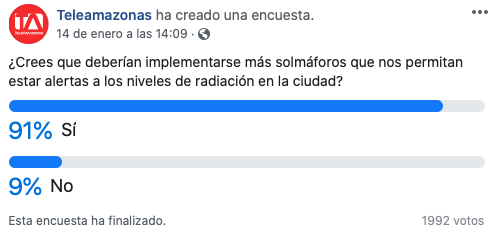 Teleamazonas ha creado una encuesta.
14 de enero a las 14:09 ·
TELEAMAZONAS
¿Crees que deberían implementarse más solmáforos que nos permitan
estar alertas a los niveles de radiación en la ciudad?
91% Sí
9% No
Esta encuesta ha finalizado.
1992 votos